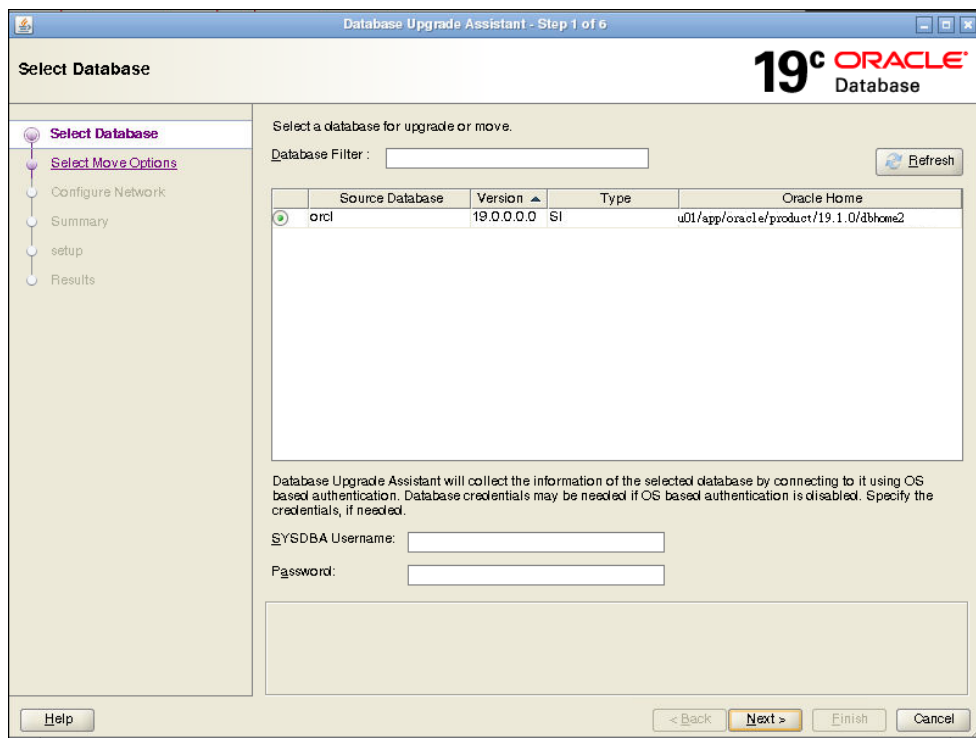 Database Upgrade Assistant - Step 1 of 6
Select Database
19c ORACLE
Database
Select Database
Select Move Options
Configure Network
Summary
setup
Results
Select a database for upgrade or move.
Database Filter :
Refresh
Source Database Version Type Oracle Home
orcl 19.0.0.0.0 SI u01/app/oracle/product/19.1.0/dbhome2
Database Upgrade Assistant will collect the information of the selected database by connecting to it using OS
based authentication. Database credentials may be needed if OS based authentication is disabled. Specify the
credentials, if needed.
SYSDBA Username:
Password:
Help
< Back
Next >
Finish
Cancel